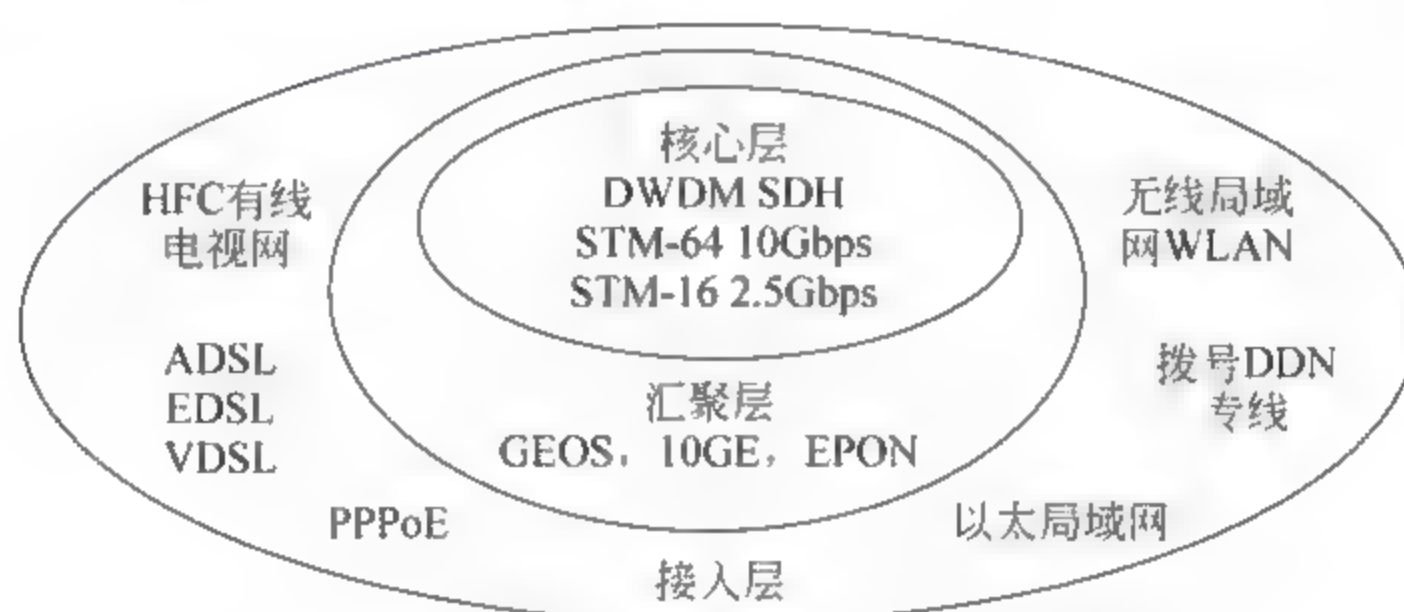 核心层
DWDM SDH
STM-64 10Gbps
STM-16 2.5Gbps
HFC有线
电视网
无线局域
网WLAN
ADSL
EDSL
VDSL
汇聚层
GEOS，10GE，EPON
拨号DDN
专线
PPPoE
以太局域网
接入层